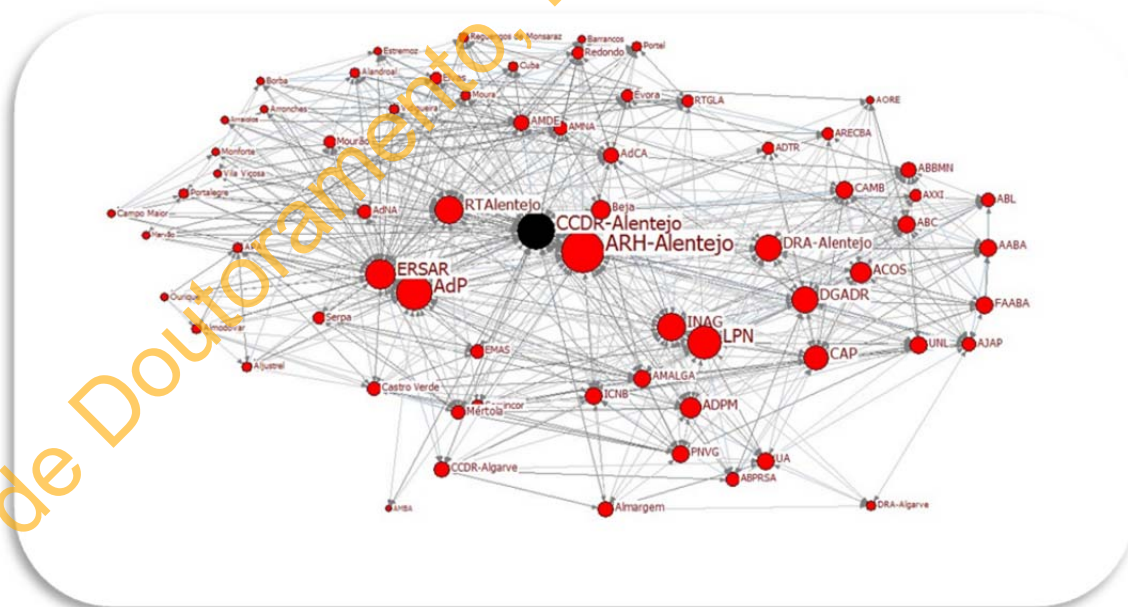 Reguengos de Monsaraz
Barrancos
Portel
Estremoz
Redondo
Cuba
Alandroal
Elvas
Borba
Moura
Évora
RTGLA
AORE
Arronches
Vidigueira
AMDE
AMNA
ARECBA
Mourão
ADTR
Monforte
AdCA
Vila Viçosa
ABBMN
Portalegre
CAMB
AXXI
ABL
Campo Maior
AdNA
RTAlentejo
Beja
CCDR-Alentejo
ABC
ARH-Alentejo
DRA-Alentejo
AABA
ERSAR
ACOS
AdP
DGADR
FAABA
Ourique
Serpa
INAG
Almodovar
LPN
UNL
AJAP
EMAS
CAP
Aljustrel
AMALGA
Castro Verde
ICNB
ADPM
Mértola
PNVG
UA
CCDR-Algarve
ABPRSA
AMBA
Almargem
DRA-Algarve
de Doutoramento,